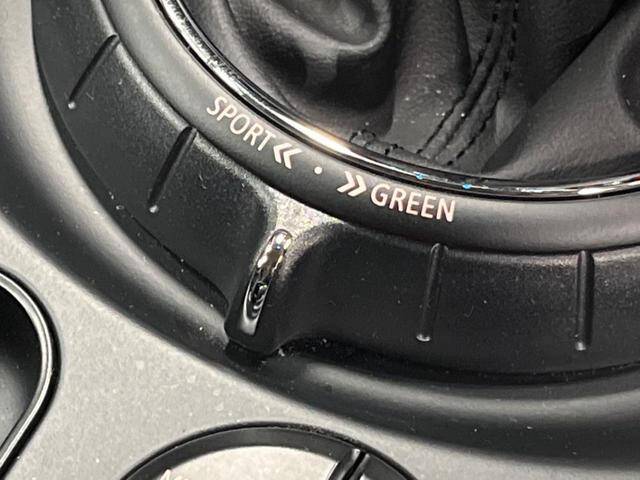 SPORT « · » GREEN